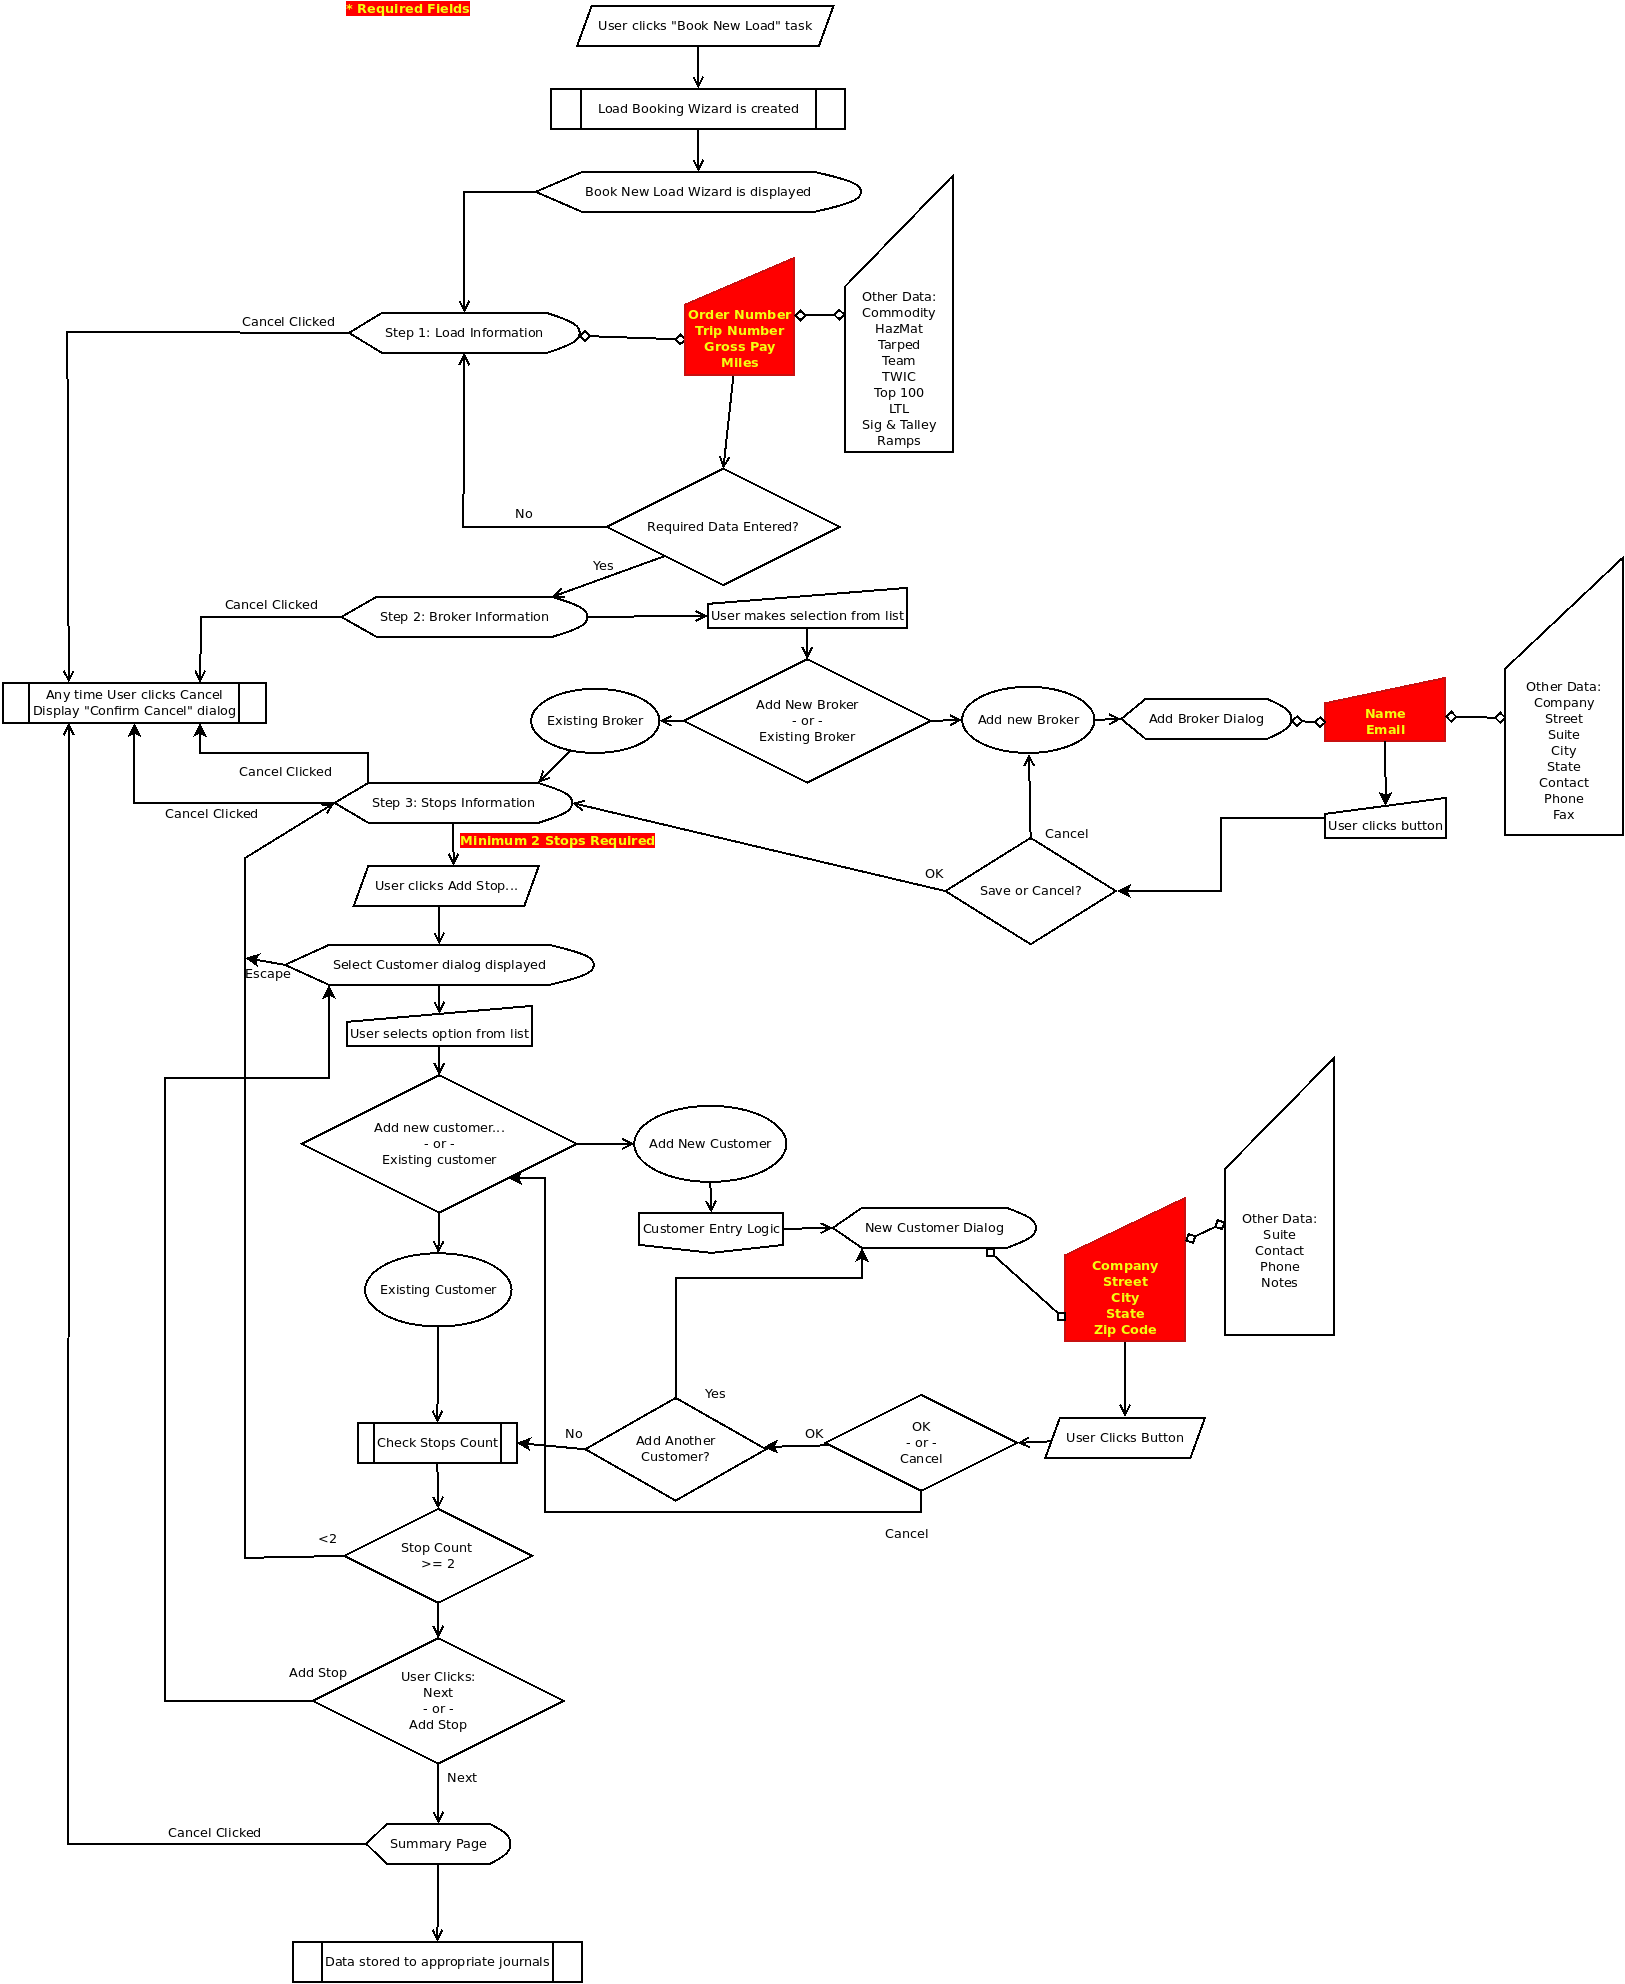 * Required Fields
User clicks "Book New Load" task
Load Booking Wizard is created
Book New Load Wizard is displayed
Cancel Clicked
Step 1: Load Information
Order Number
Trip Number
Gross Pay
Miles
Other Data:
Commodity
HazMat
Tarped
Team
TWIC
Top 100
LTL
Sig & Talley
Ramps
No
Required Data Entered?
Yes
Cancel Clicked
Step 2: Broker Information
User makes selection from list
Any time User clicks Cancel
Display "Confirm Cancel" dialog
Existing Broker
Add New Broker
- or -
Existing Broker
Add new Broker
Add Broker Dialog
Name
Email
Other Data:
Company
Street
Suite
City
State
Contact
Phone
Fax
Cancel Clicked
Step 3: Stops Information
Cancel Clicked
User clicks button
Minimum 2 Stops Required
Cancel
OK
Save or Cancel?
User clicks Add Stop...
Select Customer dialog displayed
Escape
User selects option from list
Add new customer...
- or -
Existing customer
Add New Customer
Customer Entry Logic
New Customer Dialog
Company
Street
City
State
Zip Code
Other Data:
Suite
Contact
Phone
Notes
Existing Customer
Yes
Check Stops Count
No
Add Another
Customer?
OK
OK
- or -
Cancel
User Clicks Button
Cancel
<2
Stop Count
>= 2
Add Stop
User Clicks:
Next
- or -
Add Stop
Next
Cancel Clicked
Summary Page
Data stored to appropriate journals